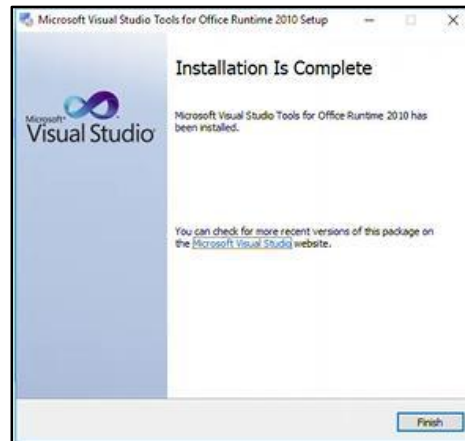 Microsoft Visual Studio Tools for Office Runtime 2010 Setup
Installation Is Complete
Microsoft®
Visual Studio®
Microsoft Visual Studio Tools for Office Runtime 2010 has
been installed.
You can check for more recent versions of this package on
the Microsoft Visual Studio website.
Finish